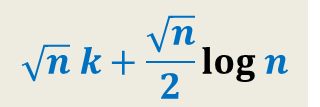 √n k + √n/2 log n